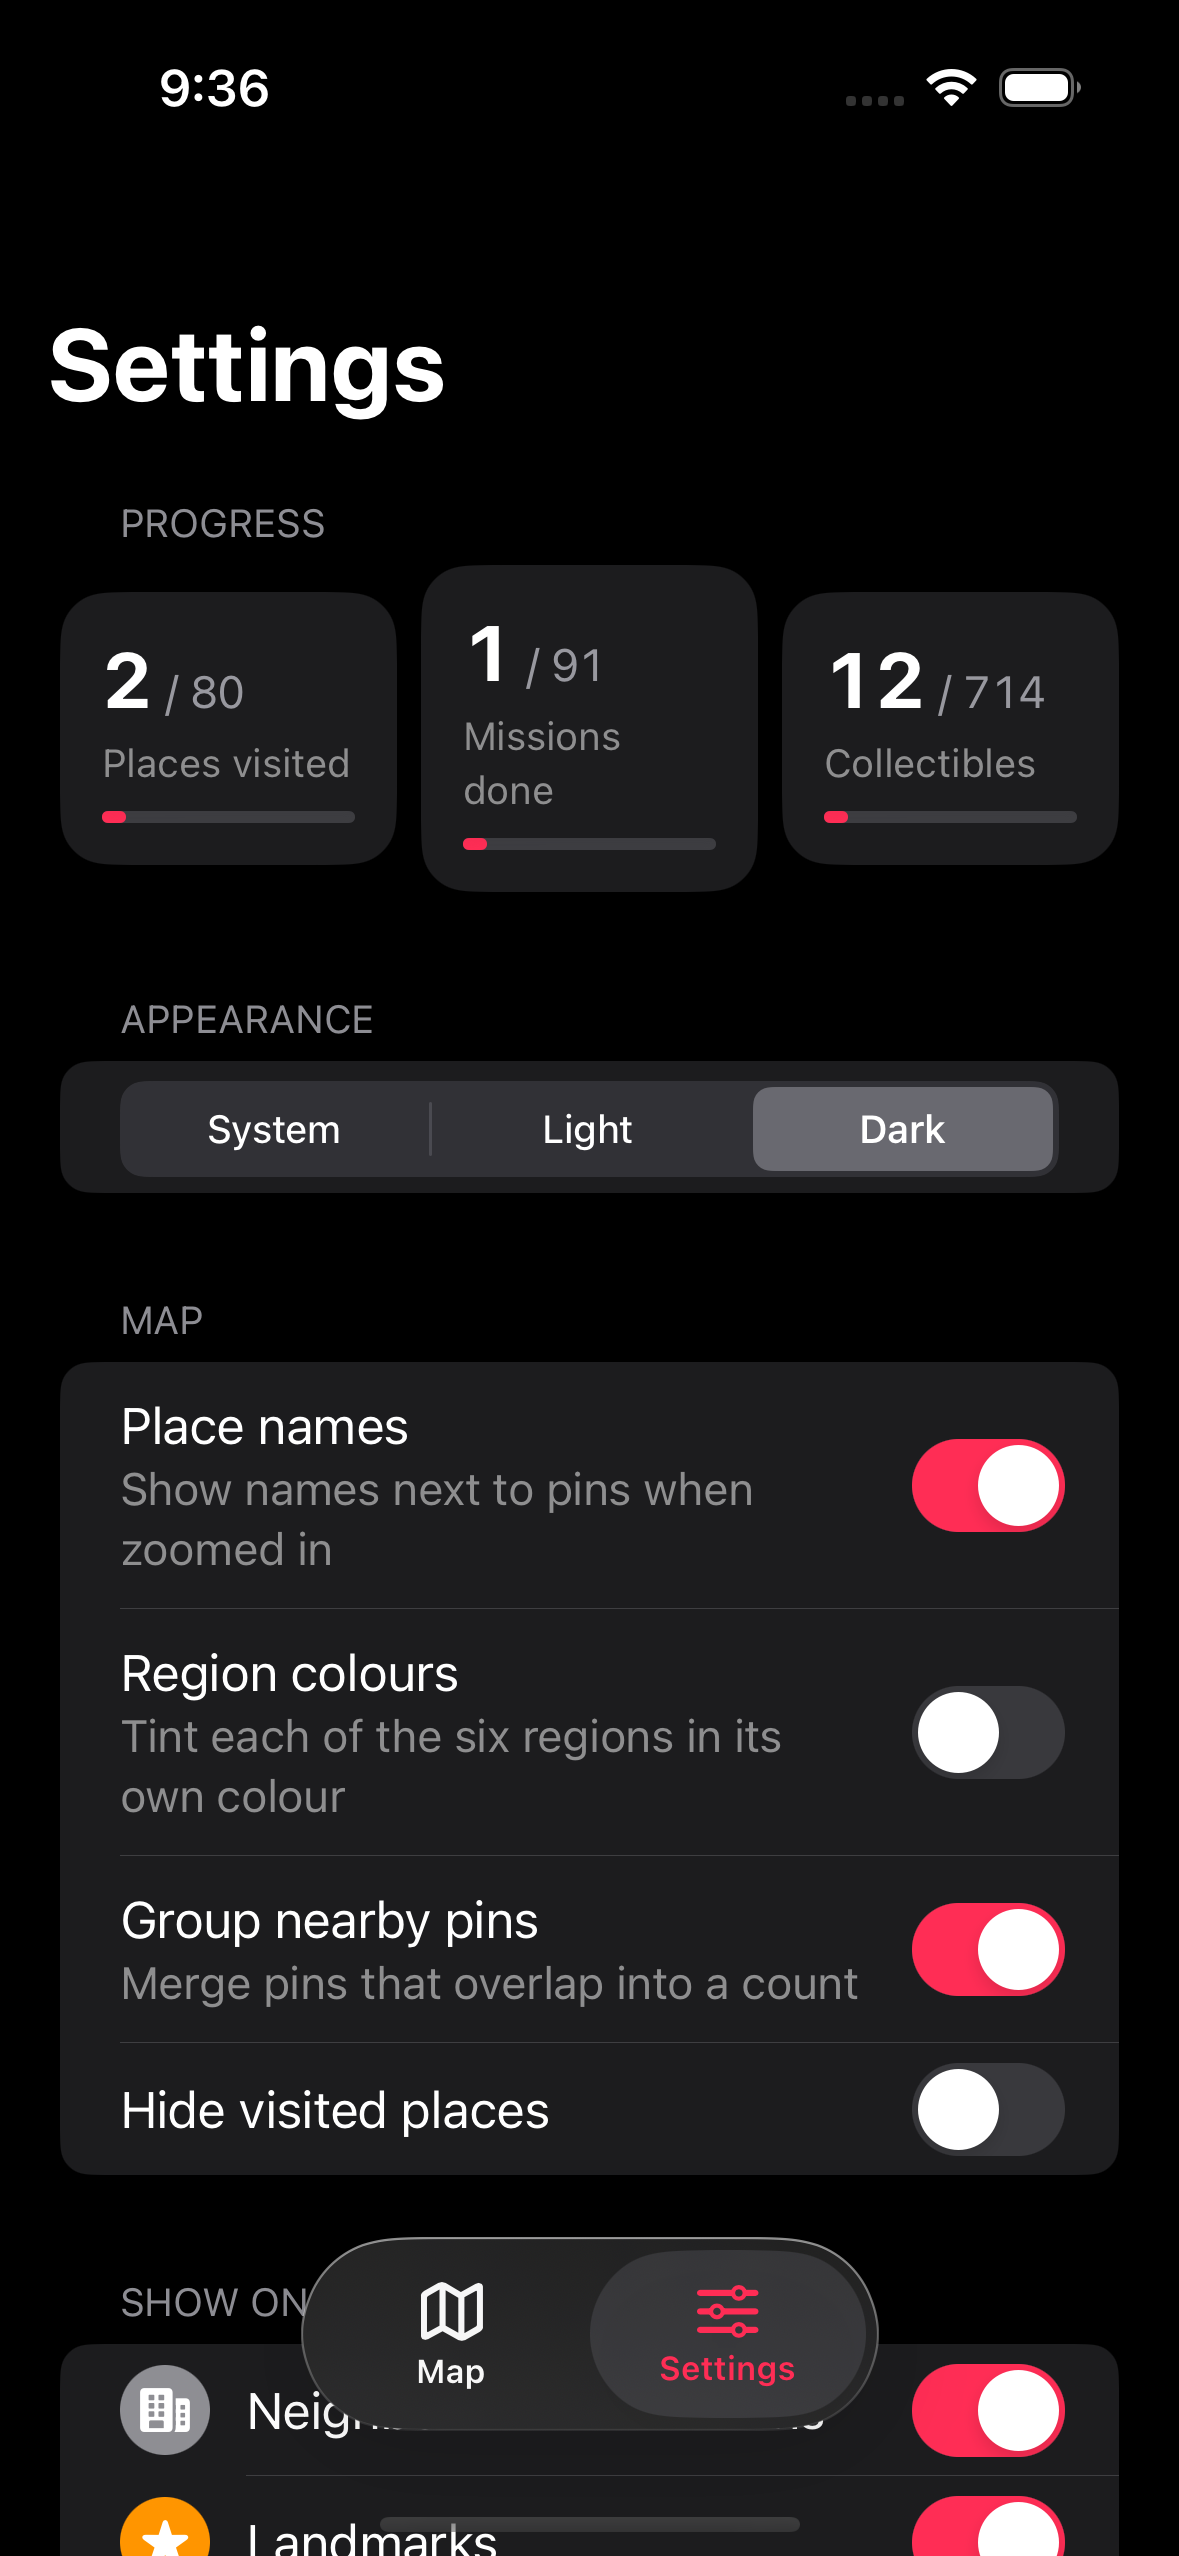 9:36
Settings
PROGRESS
2 / 80
Places visited
1 / 91
Missions
done
12 / 714
Collectibles
APPEARANCE
System
Light
Dark
MAP
Place names
Show names next to pins when
zoomed in
Region colours
Tint each of the six regions in its
own colour
Group nearby pins
Merge pins that overlap into a count
Hide visited places
SHOW ON
Map
Settings
Landmarks